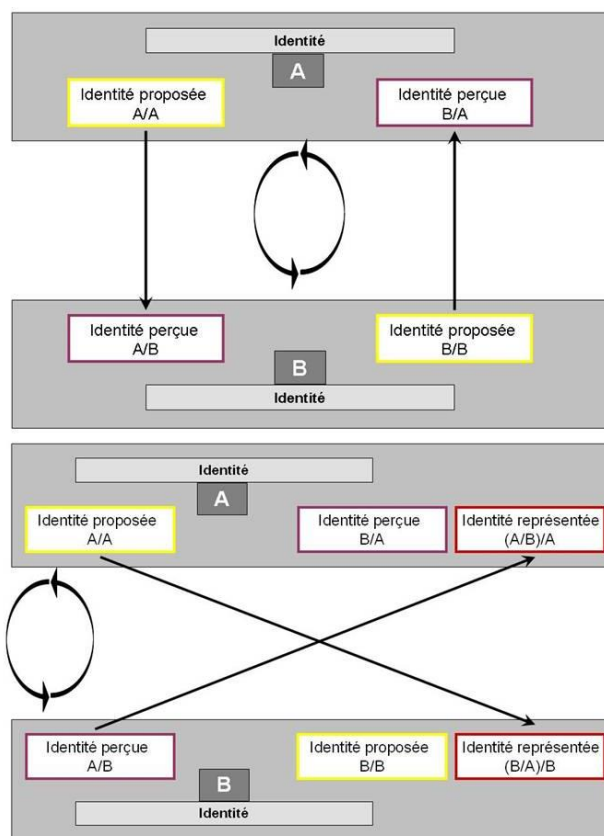 Identité
A
Identité proposée
A/A
Identité perçue
B/A
Identité perçue
A/B
Identité proposée
B/B
B
Identité
Identité
A
Identité proposée
A/A
Identité perçue
B/A
Identité représentée
(A/B)/A
Identité perçue
A/B
Identité proposée
B/B
Identité représentée
(B/A)/B
B
Identité